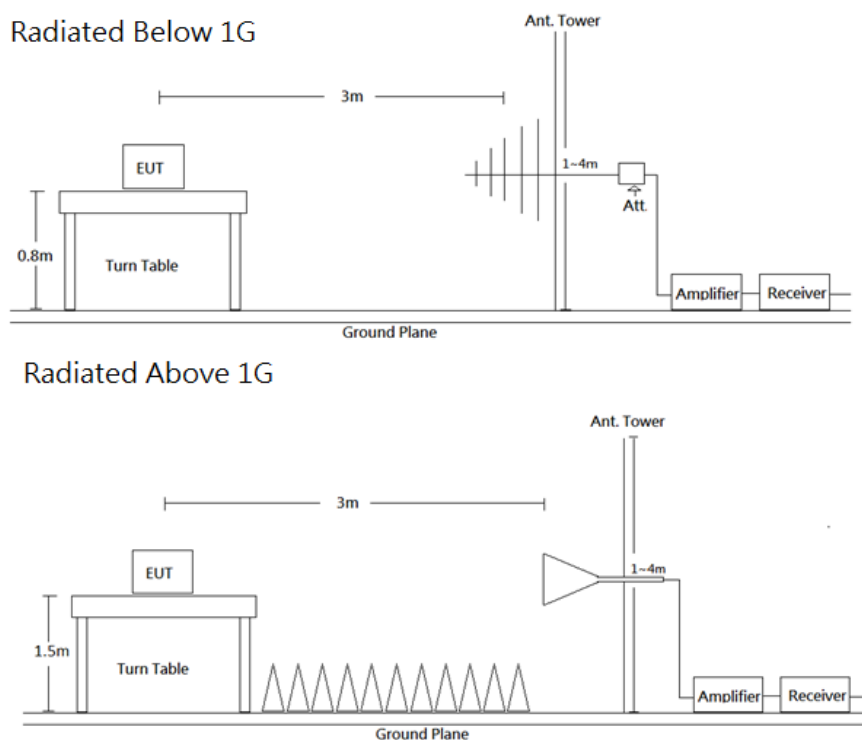 Radiated Below 1G
Ant. Tower
3m
EUT
1~4m
Att.
0.8m
Turn Table
Amplifier
Receiver
Ground Plane
Radiated Above 1G
Ant. Tower
3m
EUT
1~4m
1.5m
Turn Table
Amplifier
Receiver
Ground Plane